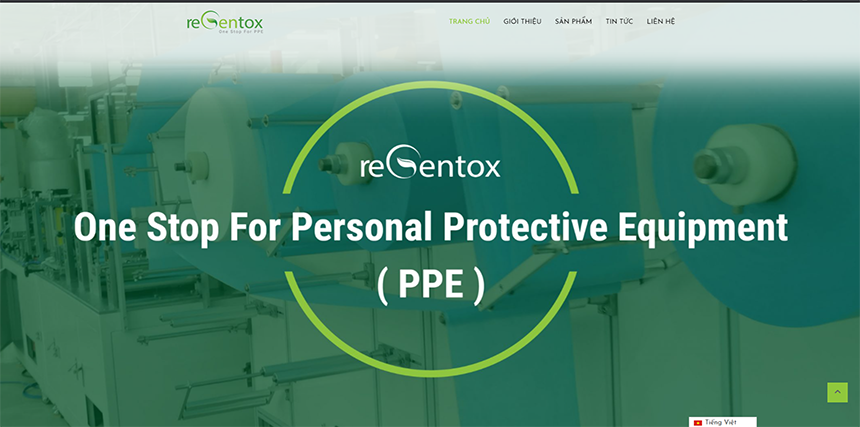 reGentox
One Stop For PPE
TRANG CHỦ GIỚI THIỆU SẢN PHẨM TIN TỨC LIÊN HỆ
reGentox
One Stop For Personal Protective Equipment
( PPE )
Tiếng Việt